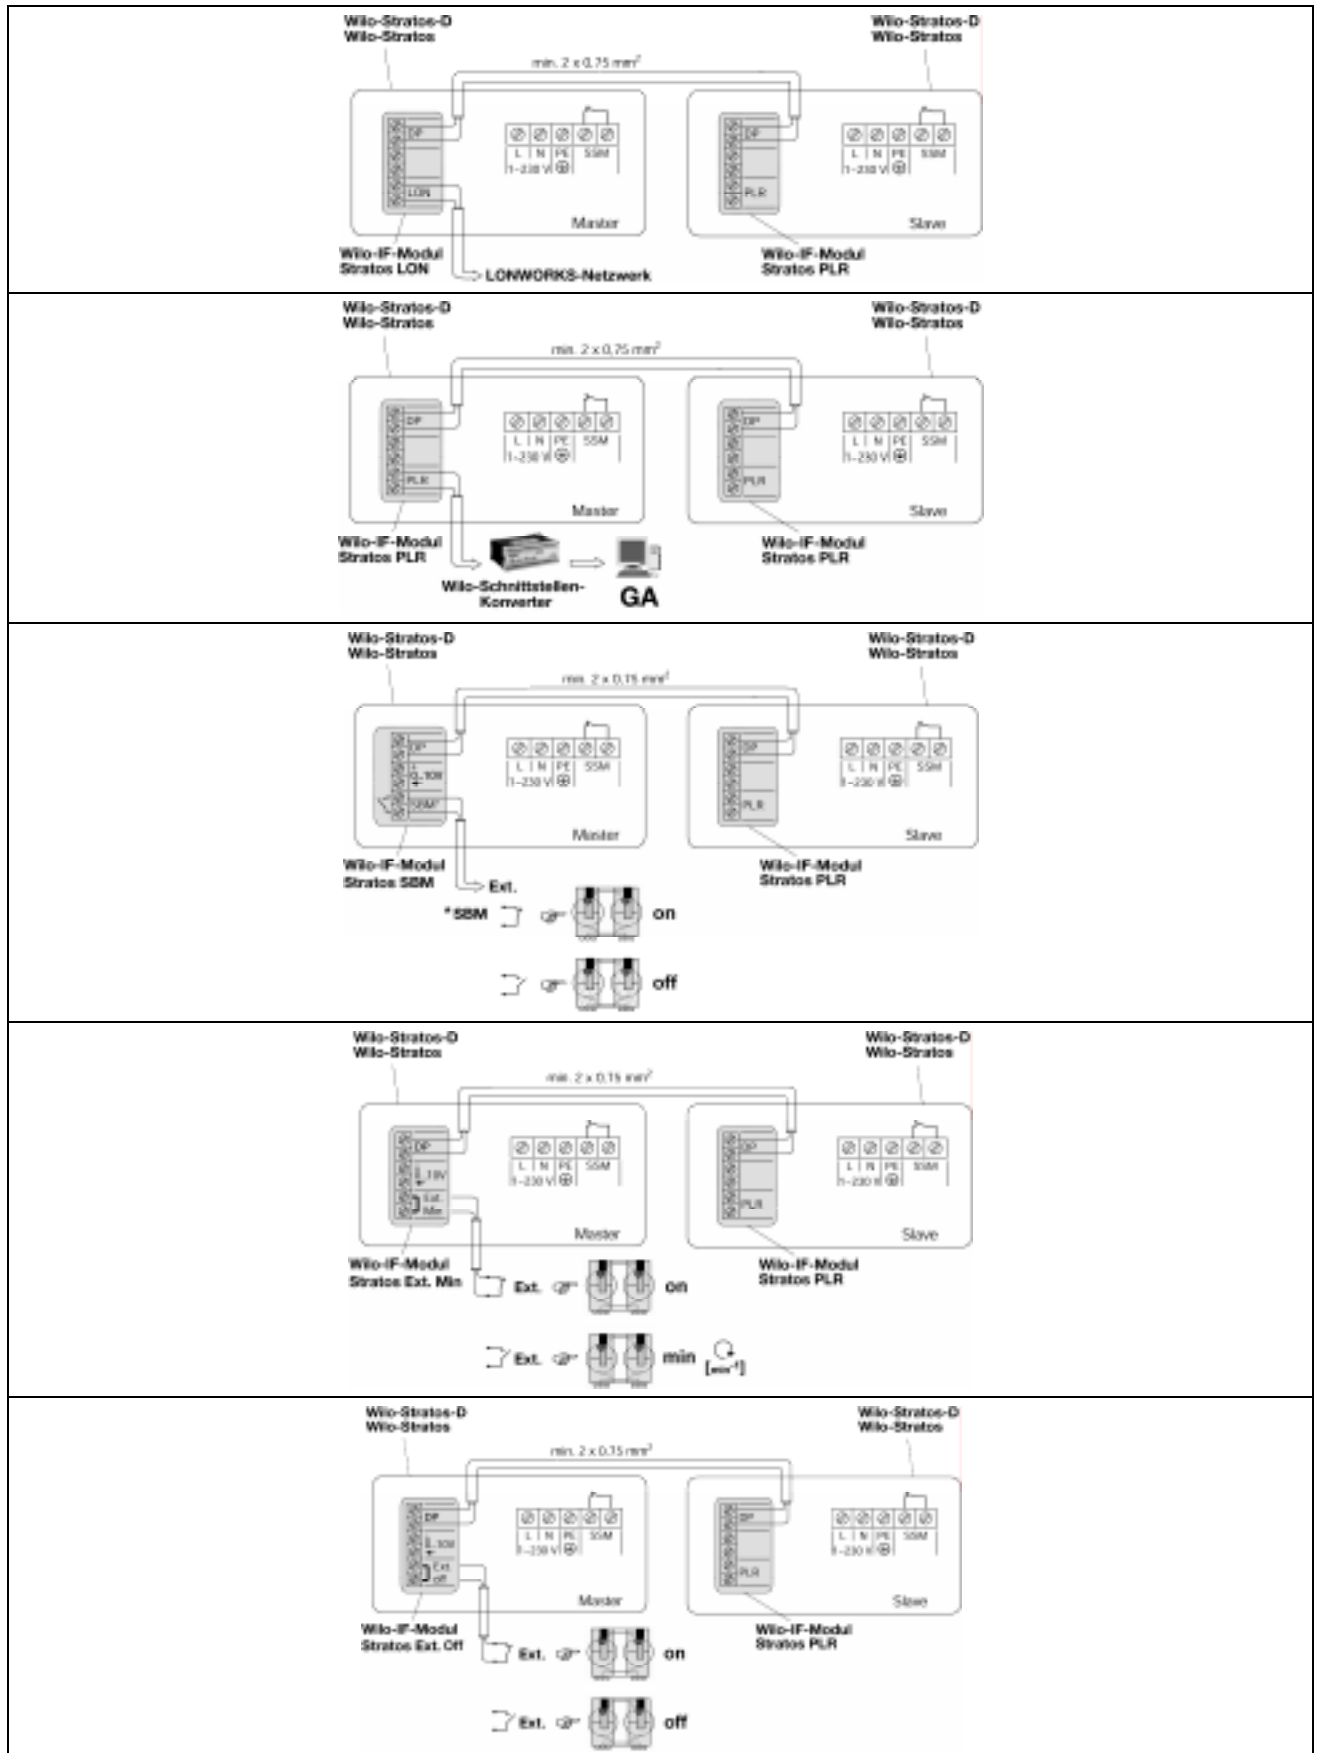 Wilo-Stratos-D
Wilo-Stratos
Wilo-Stratos-D
Wilo-Stratos
min. 2 x 0,75 mm²
DP
L N PE SSM
1~230 V
LON
Master
DP
L N PE SSM
1~230 V
PLR
Slave
Wilo-IF-Modul
Stratos LON
LONWORKS-Netzwerk
Wilo-IF-Modul
Stratos PLR
Wilo-Stratos-D
Wilo-Stratos
Wilo-Stratos-D
Wilo-Stratos
min. 2 x 0,75 mm²
DP
L N PE SSM
1~230 V
PLR
Master
DP
L N PE SSM
1~230 V
PLR
Slave
Wilo-IF-Modul
Stratos PLR
Wilo-Schnittstellen-
Konverter
GA
Wilo-IF-Modul
Stratos PLR
Wilo-Stratos-D
Wilo-Stratos
Wilo-Stratos-D
Wilo-Stratos
min. 2 x 0,75 mm²
DP
0..10V
SBM*
L N PE SSM
1~230 V
Master
DP
L N PE SSM
1~230 V
PLR
Slave
Wilo-IF-Modul
Stratos SBM
Ext.
Wilo-IF-Modul
Stratos PLR
*SBM on
off
Wilo-Stratos-D
Wilo-Stratos
Wilo-Stratos-D
Wilo-Stratos
min. 2 x 0,75 mm²
DP
0..10V
Ext.
Min
L N PE SSM
1~230 V
Master
DP
L N PE SSM
1~230 V
PLR
Slave
Wilo-IF-Modul
Stratos Ext. Min
Wilo-IF-Modul
Stratos PLR
Ext. on
Ext. min [min⁻¹]
Wilo-Stratos-D
Wilo-Stratos
Wilo-Stratos-D
Wilo-Stratos
min. 2 x 0,75 mm²
DP
0..10V
Ext.
off
L N PE SSM
1~230 V
Master
DP
L N PE SSM
1~230 V
PLR
Slave
Wilo-IF-Modul
Stratos Ext. Off
Wilo-IF-Modul
Stratos PLR
Ext. on
Ext. off